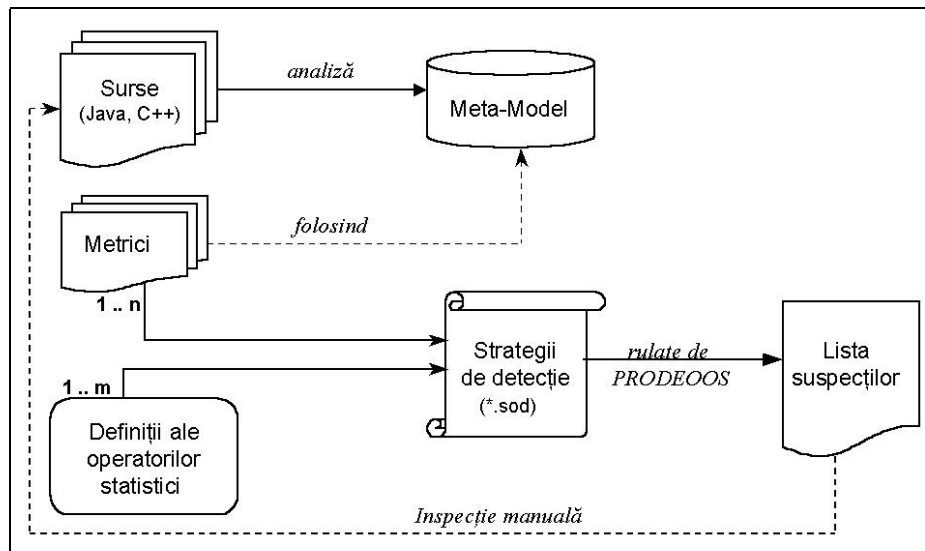 Surse
(Java, C++)
analiză
Meta-Model
Metrici
folosind
1 .. n
Strategii
de detecție
(*.sod)
rulate de
PRODEOOS
Lista
suspecților
1 .. m
Definiții ale
operatorilor
statistici
Inspecție manuală